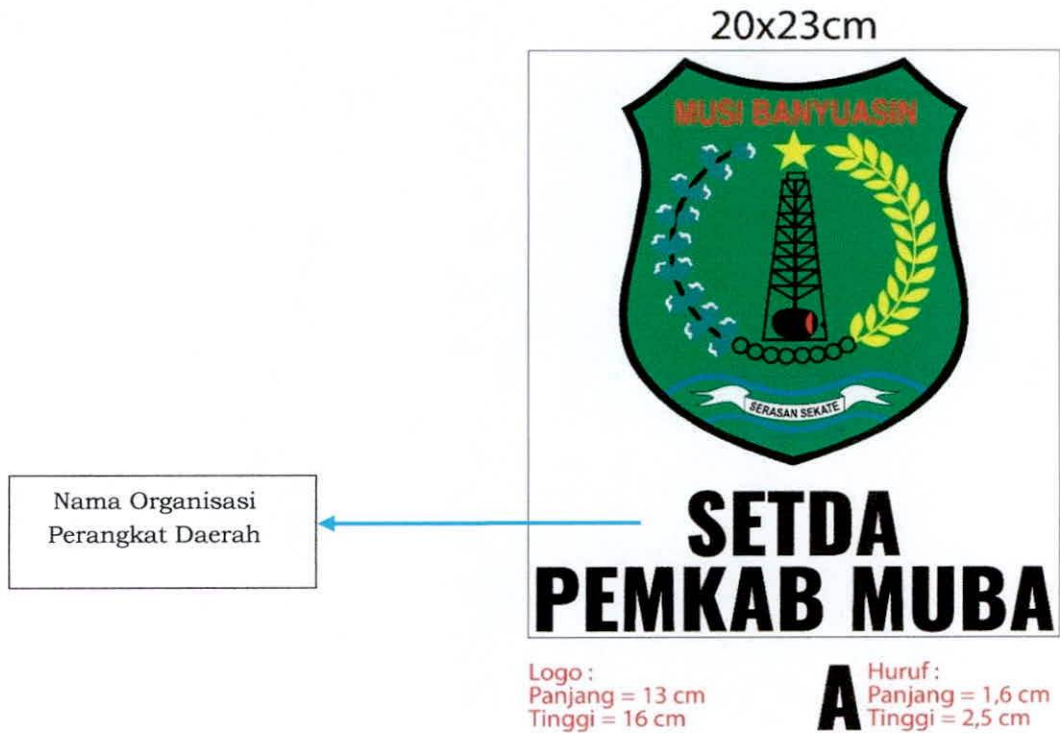 20x23cm
MUSI BANYUASIN
SERASAN SEKATE
Nama Organisasi
Perangkat Daerah
SETDA
PEMKAB MUBA
Logo :
Panjang = 13 cm
Tinggi = 16 cm
A
Huruf :
Panjang = 1,6 cm
Tinggi = 2,5 cm